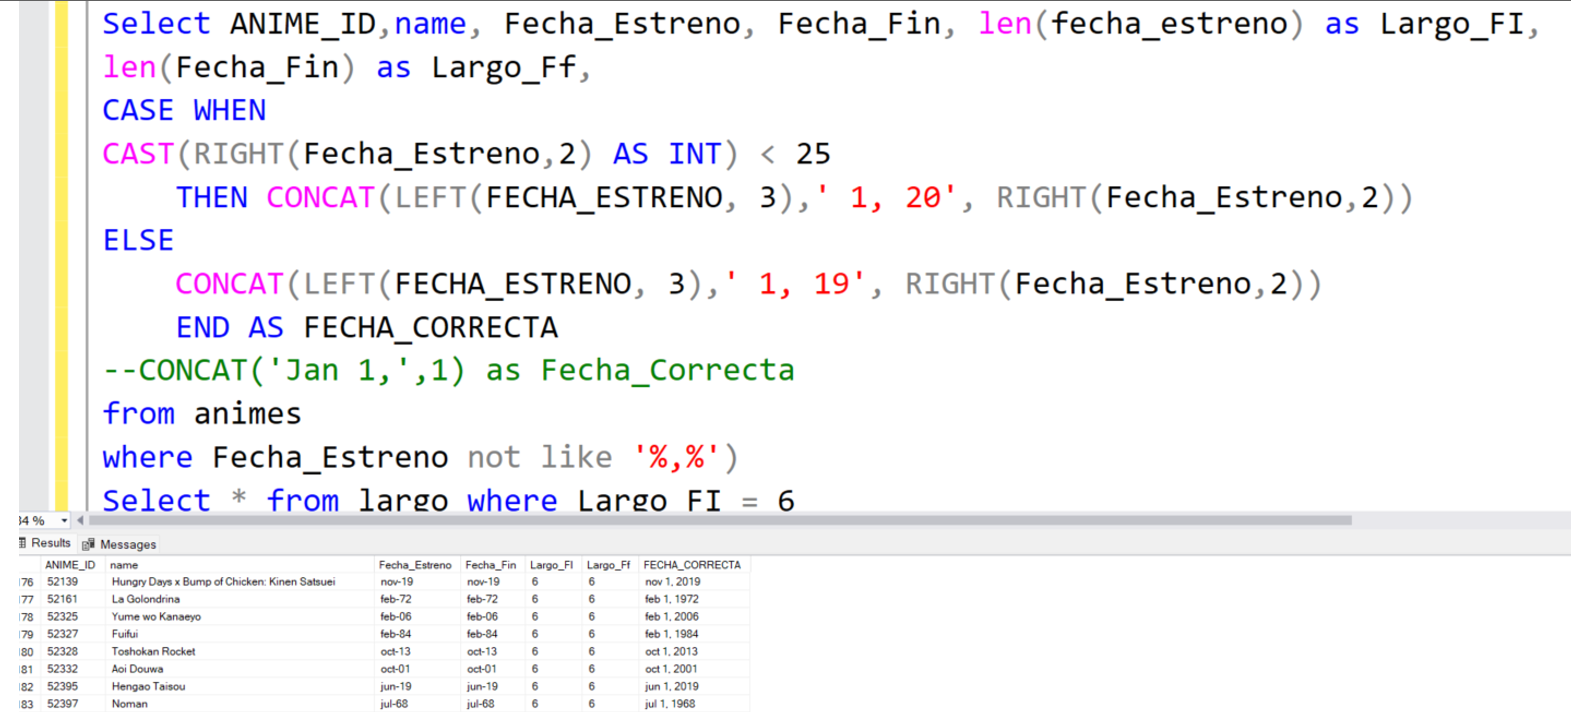 Select ANIME_ID,name, Fecha_Estreno, Fecha_Fin, len(fecha_estreno) as Largo_FI,
len(Fecha_Fin) as Largo_Ff,
CASE WHEN
CAST(RIGHT(Fecha_Estreno,2) AS INT) < 25
THEN CONCAT(LEFT(FECHA_ESTRENO, 3),' 1, 20', RIGHT(Fecha_Estreno,2))
ELSE
CONCAT(LEFT(FECHA_ESTRENO, 3),' 1, 19', RIGHT(Fecha_Estreno,2))
END AS FECHA_CORRECTA
--CONCAT('Jan 1,',1) as Fecha_Correcta
from animes
where Fecha_Estreno not like '%,%')
Select * from largo where Largo_FI = 6
34 %
Results Messages
ANIME_ID name Fecha_Estreno Fecha_Fin Largo_FI Largo_Ff FECHA_CORRECTA
176 52139 Hungry Days x Bump of Chicken: Kinen Satsuei nov-19 nov-19 6 6 nov 1, 2019
177 52161 La Golondrina feb-72 feb-72 6 6 feb 1, 1972
178 52325 Yume wo Kanaeyo feb-06 feb-06 6 6 feb 1, 2006
179 52327 Fuifui feb-84 feb-84 6 6 feb 1, 1984
180 52328 Toshokan Rocket oct-13 oct-13 6 6 oct 1, 2013
181 52332 Aoi Douwa oct-01 oct-01 6 6 oct 1, 2001
182 52395 Hengao Taisou jun-19 jun-19 6 6 jun 1, 2019
183 52397 Noman jul-68 jul-68 6 6 jul 1, 1968